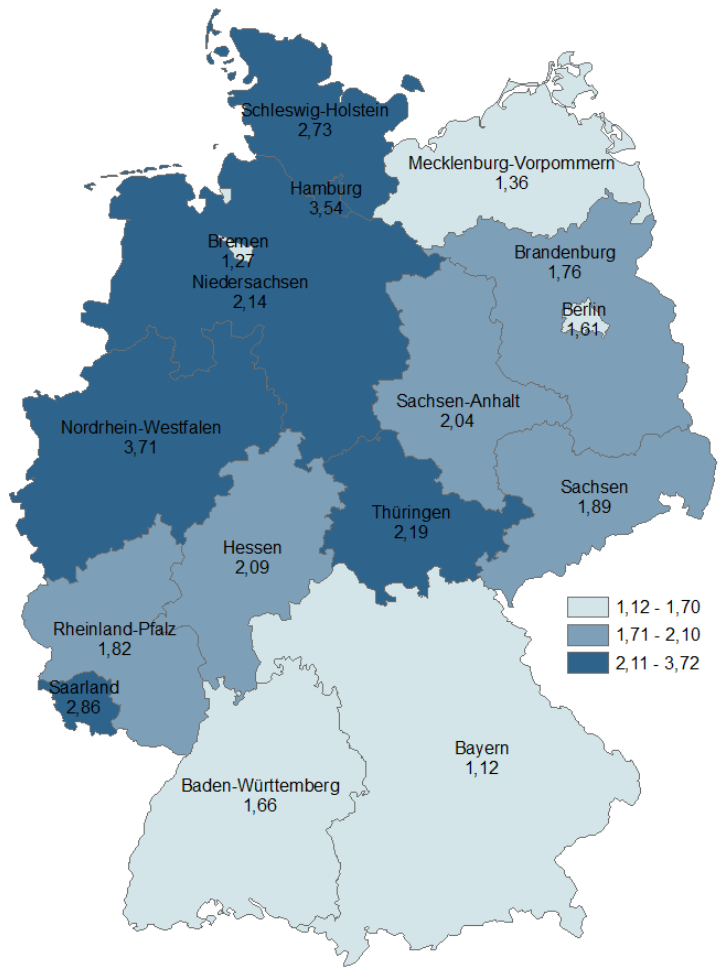 Schleswig-Holstein
2,73
Mecklenburg-Vorpommern
1,36
Hamburg
3,54
Bremen
1,27
Brandenburg
1,76
Niedersachsen
2,14
Berlin
1,61
Sachsen-Anhalt
2,04
Nordrhein-Westfalen
3,71
Sachsen
1,89
Thüringen
2,19
Hessen
2,09
1,12 - 1,70
1,71 - 2,10
2,11 - 3,72
Rheinland-Pfalz
1,82
Saarland
2,86
Bayern
1,12
Baden-Württemberg
1,66